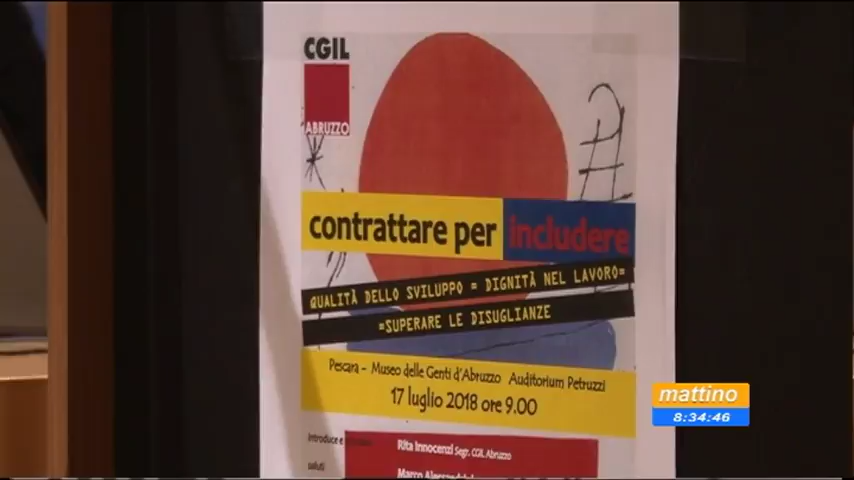 CGIL
ABRUZZO
contrattare per includere
QUALITÀ DELLO SVILUPPO = DIGNITÀ NEL LAVORO=
=SUPERARE LE DISUGLIANZE
Pescara - Museo delle Genti d'Abruzzo Auditorium Petruzzi
17 luglio 2018 ore 9.00
Introduce e
Rita Innocenzi Segr. CGIL Abruzzo
saluti
Marco
mattino
8:34:46